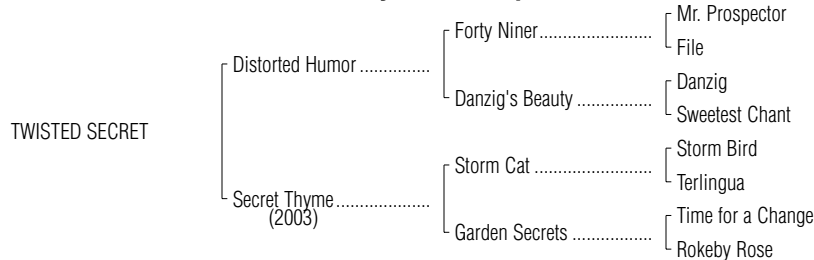 Mr. Prospector
Forty Niner.......................
File
Distorted Humor ...............
Danzig
Danzig's Beauty ................
Sweetest Chant
TWISTED SECRET
Storm Bird
Storm Cat ........................
Terlingua
Secret Thyme....................
(2003)
Time for a Change
Garden Secrets .................
Rokeby Rose